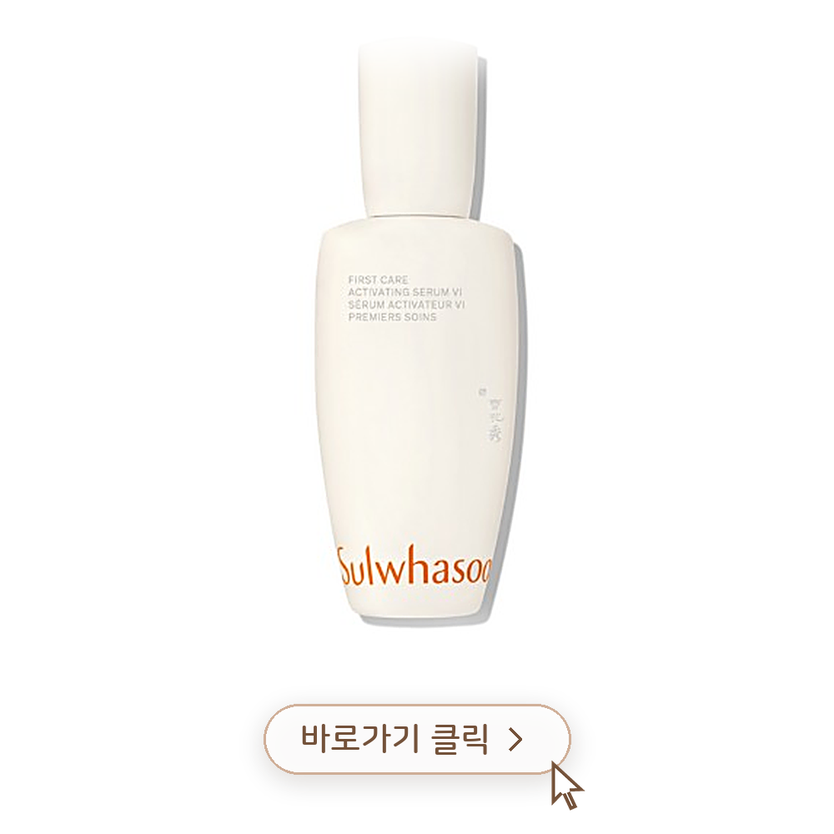 FIRST CARE
ACTIVATING SERUM VI
SÉRUM ACTIVATEUR VI
PREMIERS SOINS
Sulwhasoo
바로가기 클릭 >